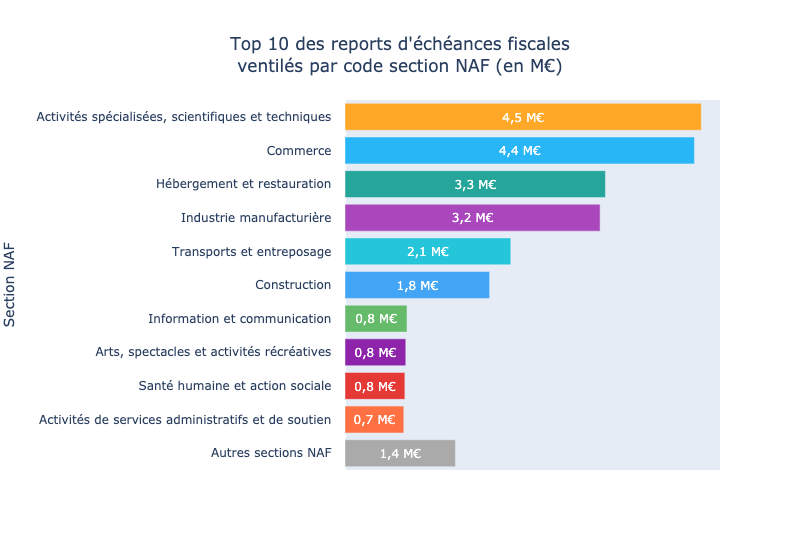 Top 10 des reports d'échéances fiscales
ventilés par code section NAF (en M€)
Section NAF
Activités spécialisées, scientifiques et techniques 4,5 M€
Commerce 4,4 M€
Hébergement et restauration 3,3 M€
Industrie manufacturière 3,2 M€
Transports et entreposage 2,1 M€
Construction 1,8 M€
Information et communication 0,8 M€
Arts, spectacles et activités récréatives 0,8 M€
Santé humaine et action sociale 0,8 M€
Activités de services administratifs et de soutien 0,7 M€
Autres sections NAF 1,4 M€